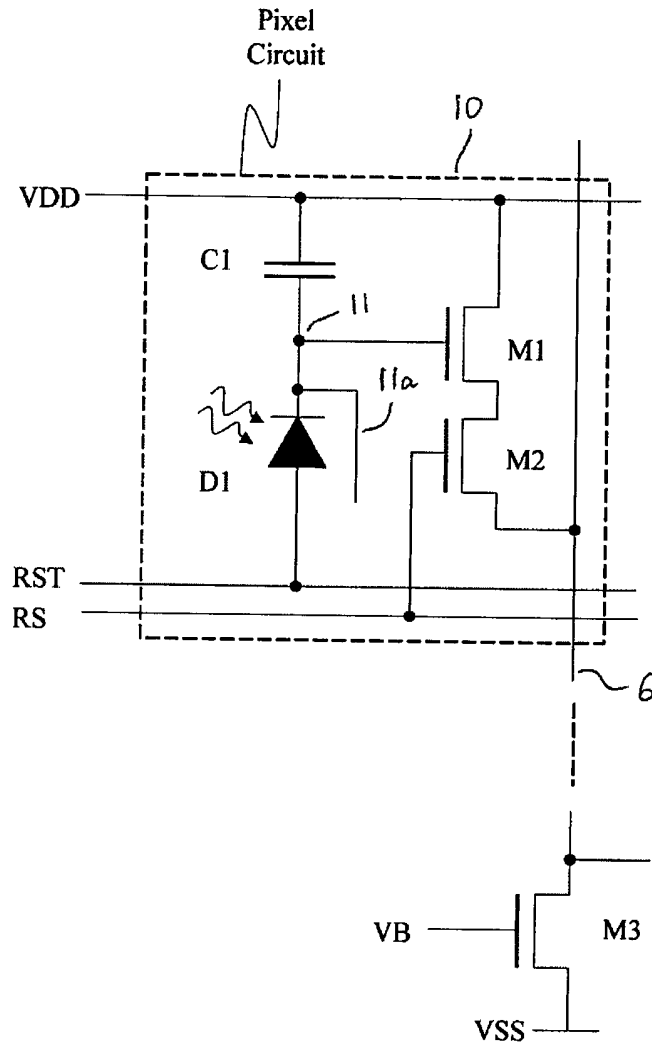 Pixel
Circuit
10
VDD
C1
11
M1
11a
M2
D1
RST
RS
6
VB
M3
VSS